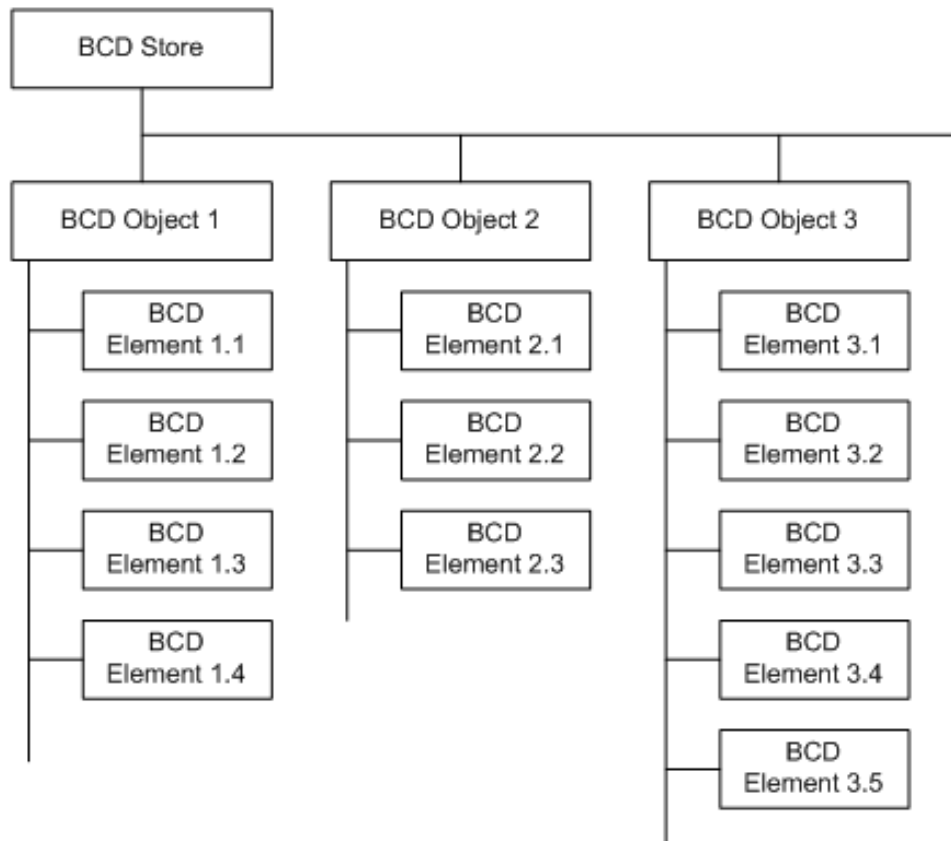 BCD Store
BCD Object 1
BCD Object 2
BCD Object 3
BCD
Element 1.1
BCD
Element 1.2
BCD
Element 1.3
BCD
Element 1.4
BCD
Element 2.1
BCD
Element 2.2
BCD
Element 2.3
BCD
Element 3.1
BCD
Element 3.2
BCD
Element 3.3
BCD
Element 3.4
BCD
Element 3.5